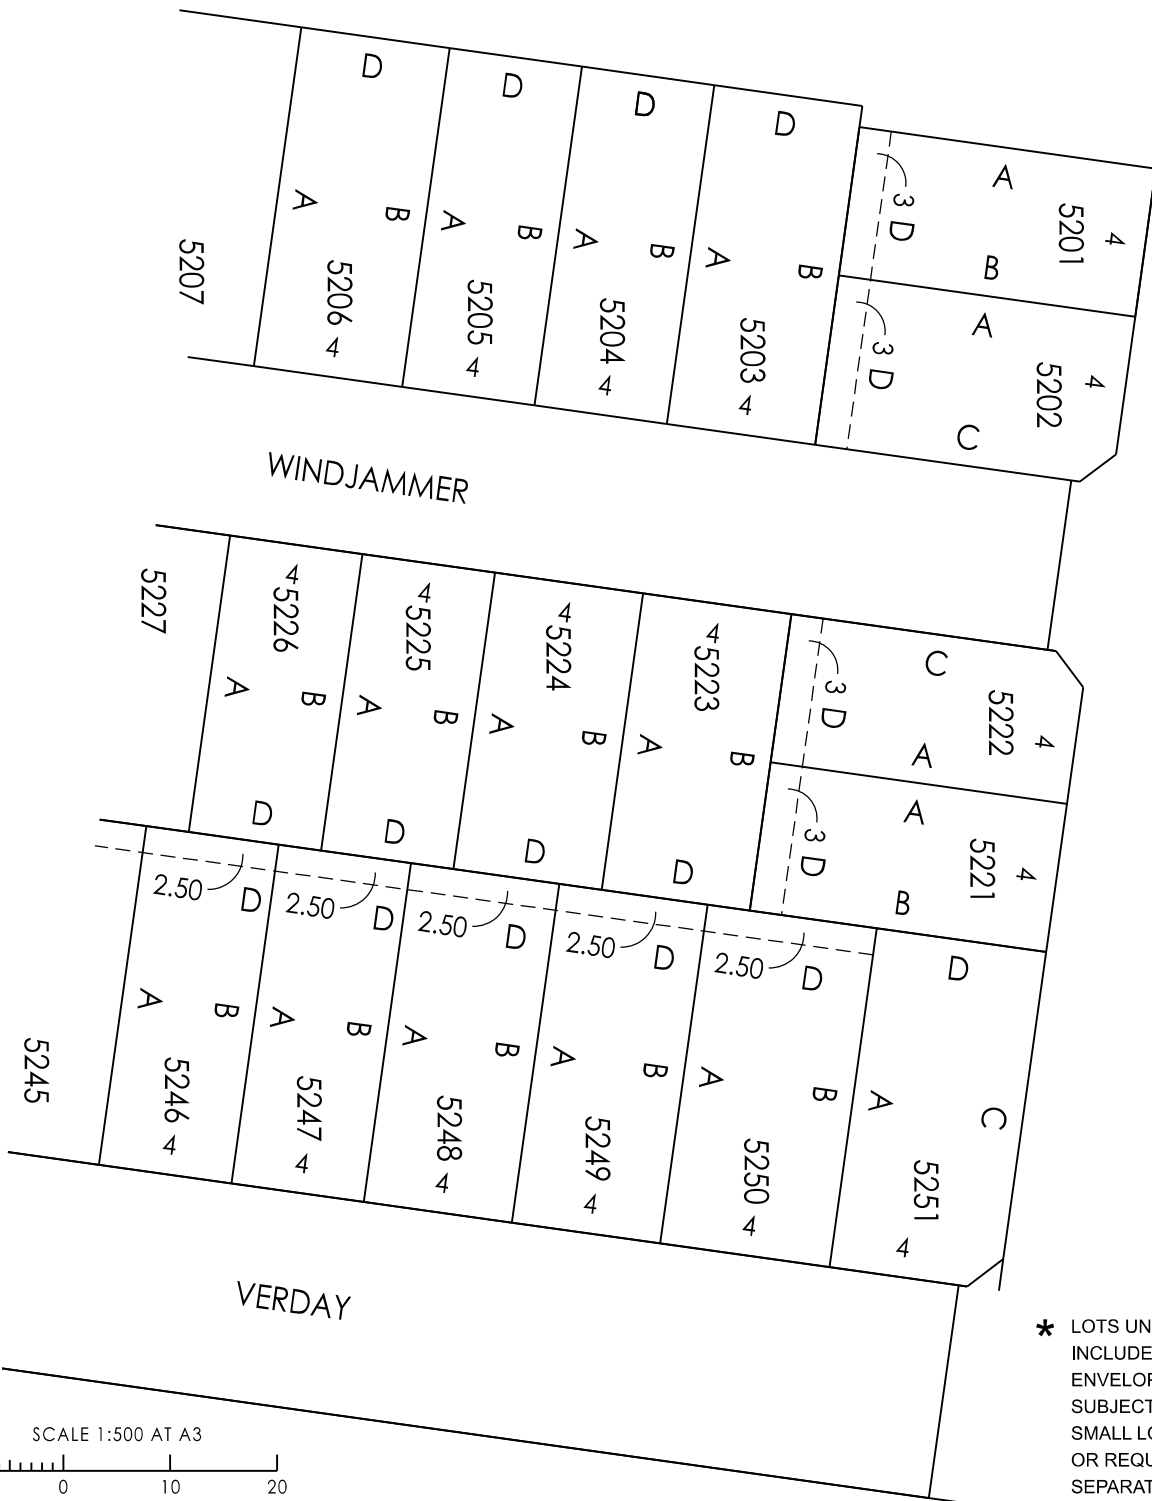 D
D
D
D
A
B
A
B
A
B
A
B
5207
5206
4
5205
4
5204
4
5203
4
A
3
D
5201
4
B
A
3
D
5202
4
C
WINDJAMMER
5227
4
5226
A
B
D
4
5225
A
B
D
4
5224
A
B
D
4
5223
A
B
D
C
3
D
5222
4
A
A
3
D
5221
4
B
2.50
D
2.50
D
2.50
D
2.50
D
2.50
D
D
A
B
A
B
A
B
A
B
A
B
A
C
5245
5246
4
5247
4
5248
4
5249
4
5250
4
5251
4
VERDAY
* LOTS UN
INCLUDE
ENVELOP
SUBJECT
SMALL LO
OR REQU
SEPARAT
SCALE 1:500 AT A3
0 10 20